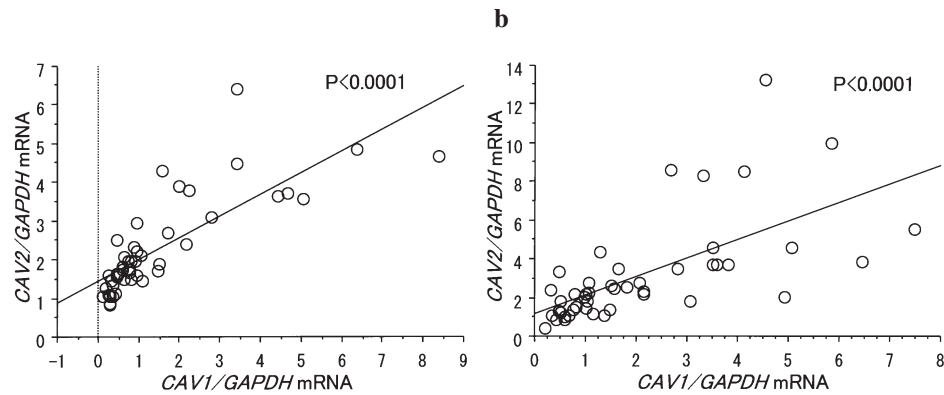 b
7
6
5
4
3
2
1
0
CAV2/GAPDH mRNA
P<0.0001
-1 0 1 2 3 4 5 6 7 8 9
CAV1/GAPDH mRNA
14
12
10
8
6
4
2
0
CAV2/GAPDH mRNA
P<0.0001
0 1 2 3 4 5 6 7 8
CAV1/GAPDH mRNA